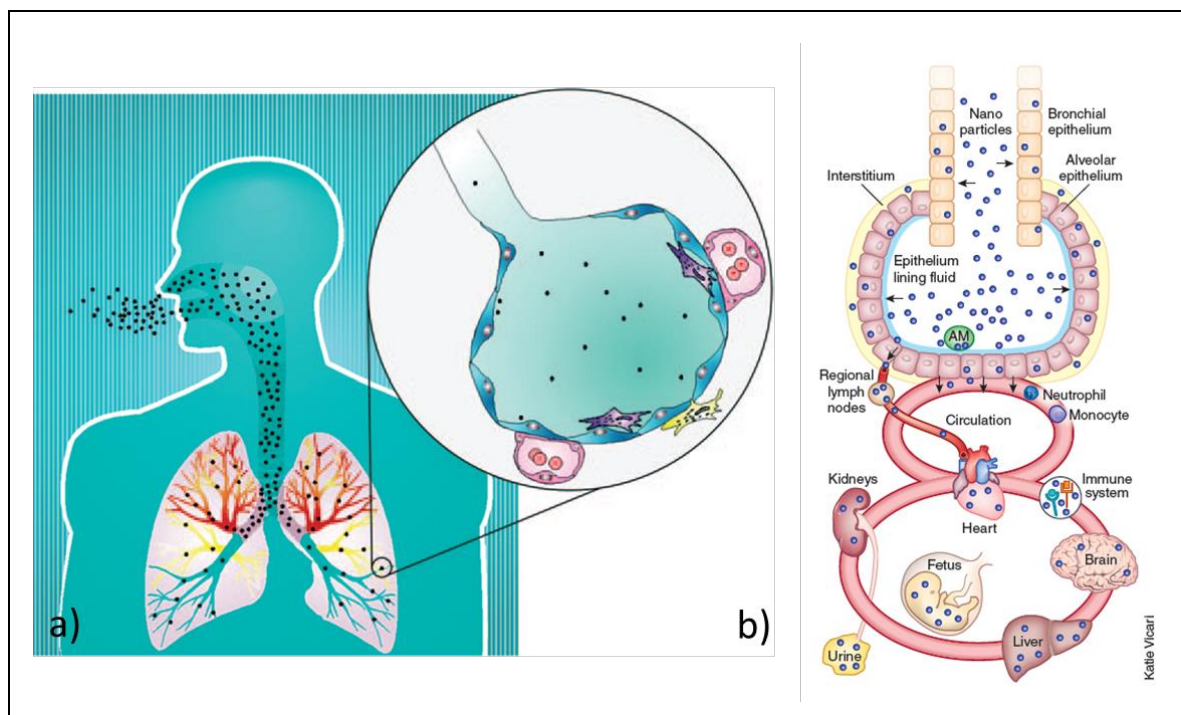 a)
b)
Nano
particles
Bronchial
epithelium
Alveolar
epithelium
Interstitium
Epithelium
lining fluid
AM
Regional
lymph
nodes
Neutrophil
Monocyte
Circulation
Kidneys
Immune
system
Heart
Fetus
Brain
Liver
Urine
Katie Vicari